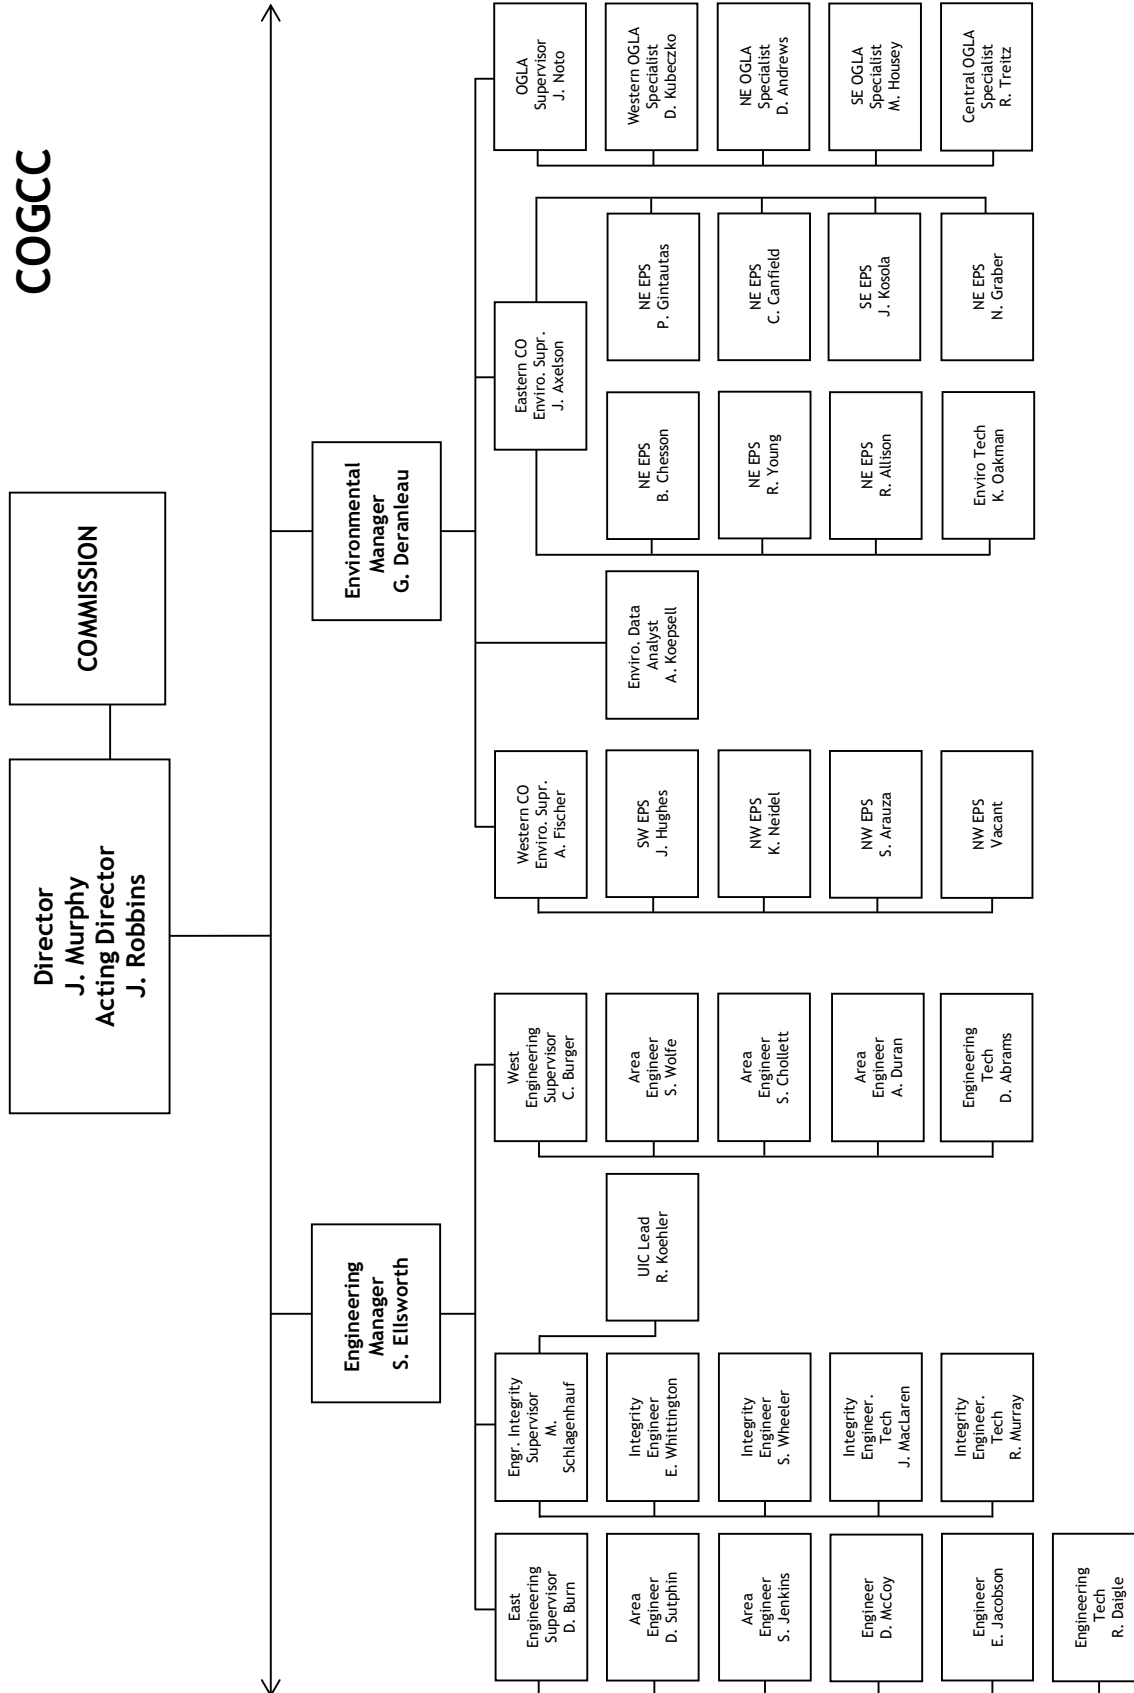 COGCC
COMMISSION
Director
J. Murphy
Acting Director
J. Robbins
Engineering
Manager
S. Ellsworth
Environmental
Manager
G. Deranleau
East
Engineering
Supervisor
D. Burn
Area
Engineer
D. Sutphin
Area
Engineer
S. Jenkins
Engineer
D. McCoy
Engineer
E. Jacobson
Engineering
Tech
R. Daigle
Engr. Integrity
Supervisor
M.
Schlagenhauf
Integrity
Engineer
E. Whittington
Integrity
Engineer
S. Wheeler
Integrity
Engineer.
Tech
J. MacLaren
Integrity
Engineer.
Tech
R. Murray
UIC Lead
R. Koehler
West
Engineering
Supervisor
C. Burger
Area
Engineer
S. Wolfe
Area
Engineer
S. Chollett
Area
Engineer
A. Duran
Engineering
Tech
D. Abrams
Western CO
Enviro. Supr.
A. Fischer
SW EPS
J. Hughes
NW EPS
K. Neidel
NW EPS
S. Arauza
NW EPS
Vacant
Enviro. Data
Analyst
A. Koepsell
Eastern CO
Enviro. Supr.
J. Axelson
NE EPS
B. Chesson
NE EPS
R. Young
NE EPS
R. Allison
Enviro Tech
K. Oakman
NE EPS
P. Gintautas
NE EPS
C. Canfield
SE EPS
J. Kosola
NE EPS
N. Graber
OGLA
Supervisor
J. Noto
Western OGLA
Specialist
D. Kubeczko
NE OGLA
Specialist
D. Andrews
SE OGLA
Specialist
M. Housey
Central OGLA
Specialist
R. Treitz